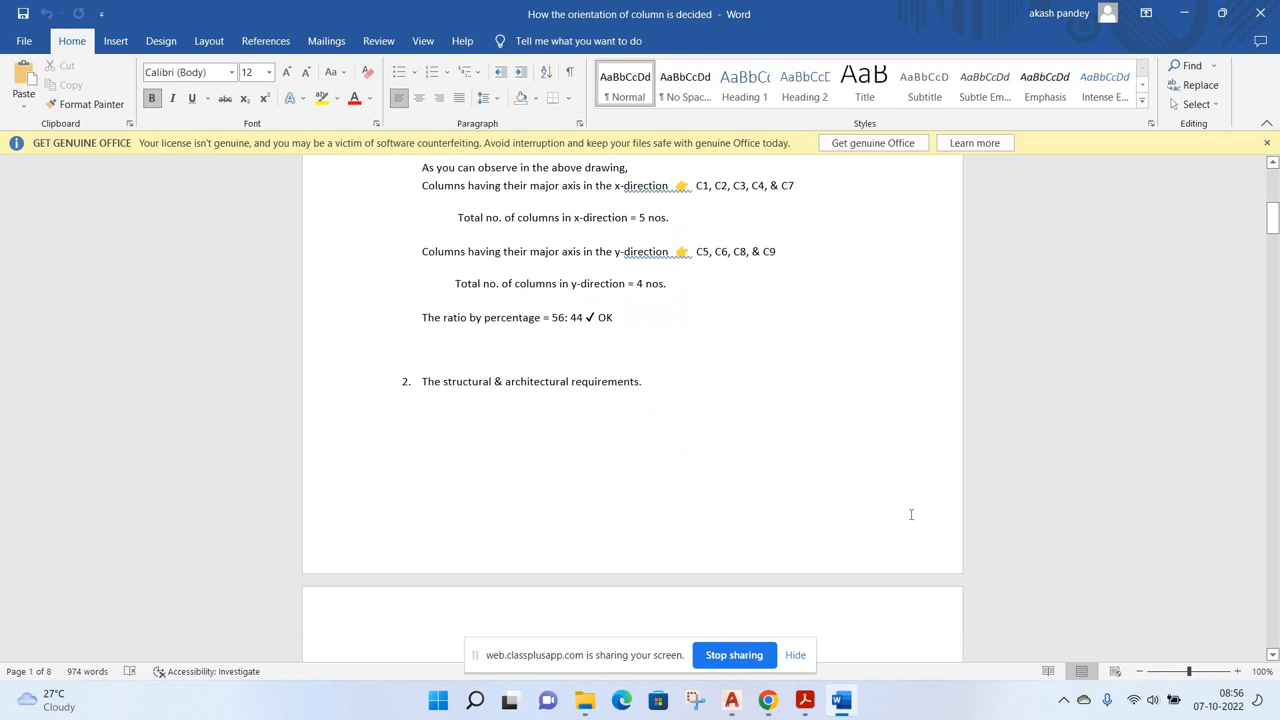 How the orientation of column is decided - Word
akash pandey
File Home Insert Design Layout References Mailings Review View Help Tell me what you want to do
Paste
Cut
Copy
Format Painter
Clipboard
Calibri (Body) 12
Font
Paragraph
AaBbCcDd AaBbCcDd AaBbCc AaBbCcD AaB AaBbCcD AaBbCcDd AaBbCcDd AaBbCcDd
¶ Normal ¶ No Spac... Heading 1 Heading 2 Title Subtitle Subtle Em... Emphasis Intense E...
Styles
Find
Replace
Select
Editing
GET GENUINE OFFICE Your license isn't genuine, and you may be a victim of software counterfeiting. Avoid interruption and keep your files safe with genuine Office today. Get genuine Office Learn more
As you can observe in the above drawing,
Columns having their major axis in the x-direction 👉 C1, C2, C3, C4, & C7
Total no. of columns in x-direction = 5 nos.
Columns having their major axis in the y-direction 👉 C5, C6, C8, & C9
Total no. of columns in y-direction = 4 nos.
The ratio by percentage = 56: 44 ✔ OK
2. The structural & architectural requirements.
web.classplusapp.com is sharing your screen. Stop sharing Hide
Page 1 of 8 974 words Accessibility: Investigate 100%
27°C
Cloudy
08:56
07-10-2022